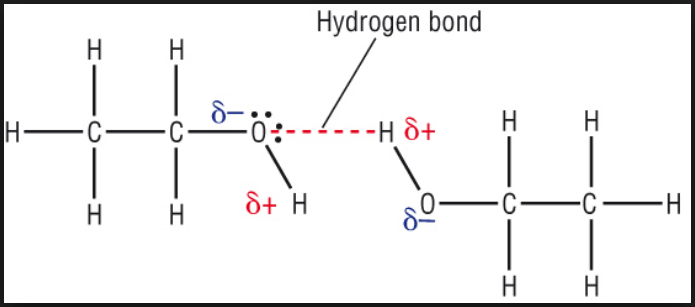 Hydrogen bond
H H
δ– H H
H C C O H δ+
δ+ H O C C H
H H δ–
H H